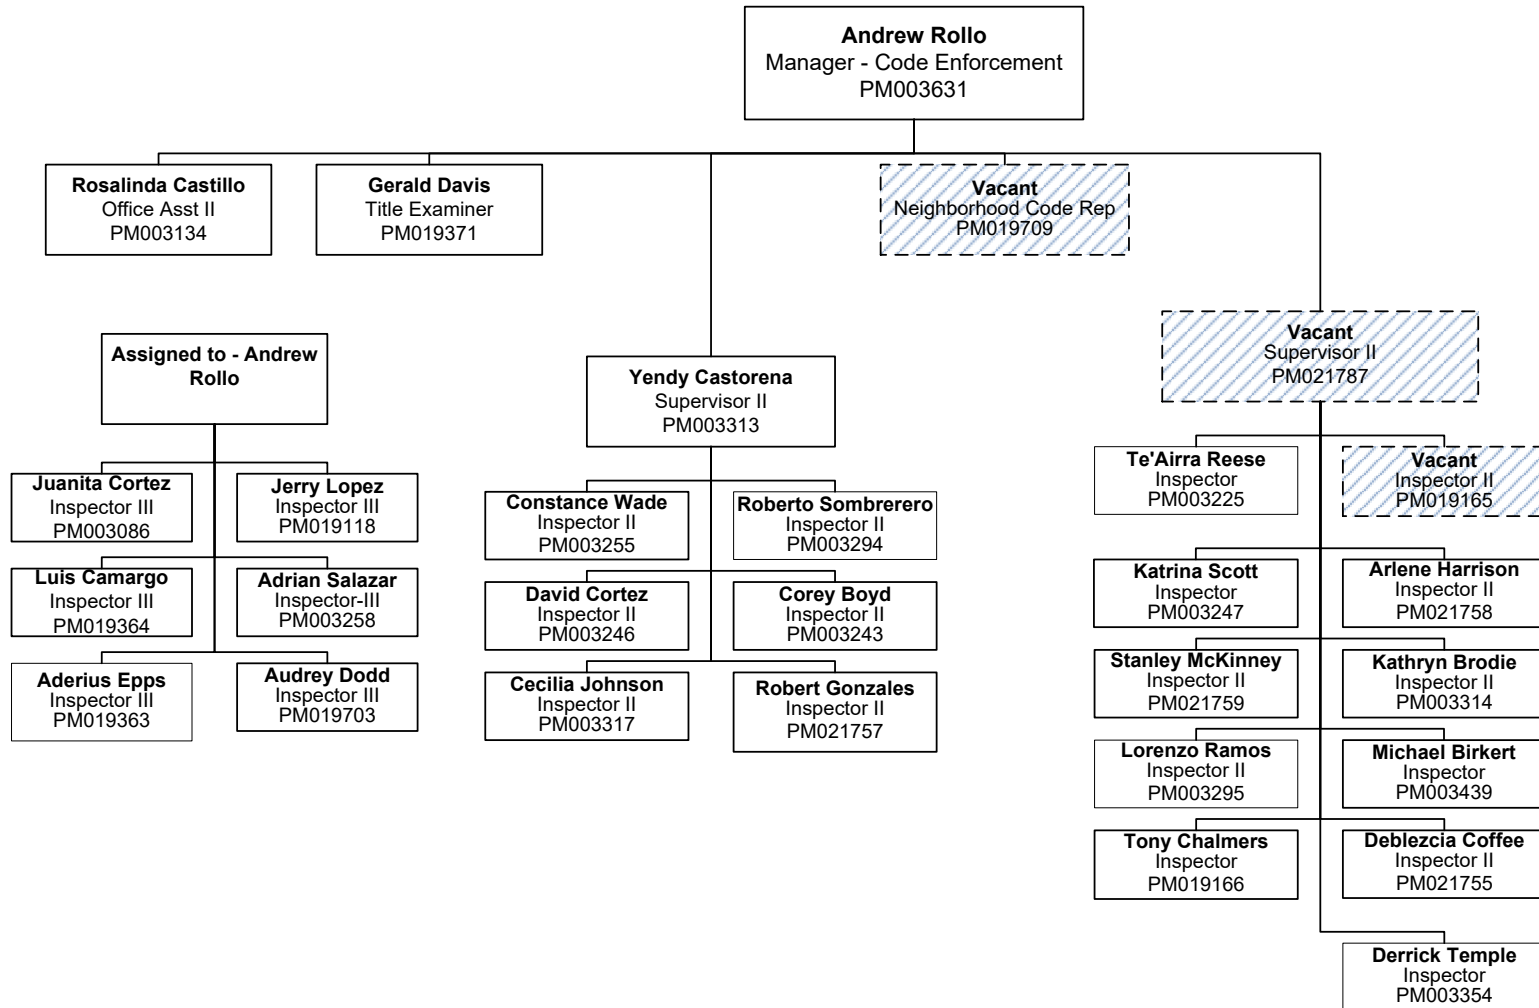 Andrew Rollo
Manager - Code Enforcement
PM003631
Rosalinda Castillo
Office Asst II
PM003134
Gerald Davis
Title Examiner
PM019371
Vacant
Neighborhood Code Rep
PM019709
Assigned to - Andrew
Rollo
Juanita Cortez
Inspector III
PM003086
Jerry Lopez
Inspector III
PM019118
Luis Camargo
Inspector III
PM019364
Adrian Salazar
Inspector-III
PM003258
Aderius Epps
Inspector III
PM019363
Audrey Dodd
Inspector III
PM019703
Yendy Castorena
Supervisor II
PM003313
Constance Wade
Inspector II
PM003255
Roberto Sombrerero
Inspector II
PM003294
David Cortez
Inspector II
PM003246
Corey Boyd
Inspector II
PM003243
Cecilia Johnson
Inspector II
PM003317
Robert Gonzales
Inspector II
PM021757
Vacant
Supervisor II
PM021787
Te'Airra Reese
Inspector
PM003225
Vacant
Inspector II
PM019165
Katrina Scott
Inspector
PM003247
Arlene Harrison
Inspector II
PM021758
Stanley McKinney
Inspector II
PM021759
Kathryn Brodie
Inspector II
PM003314
Lorenzo Ramos
Inspector II
PM003295
Michael Birkert
Inspector
PM003439
Tony Chalmers
Inspector
PM019166
Deblezcia Coffee
Inspector II
PM021755
Derrick Temple
Inspector
PM003354